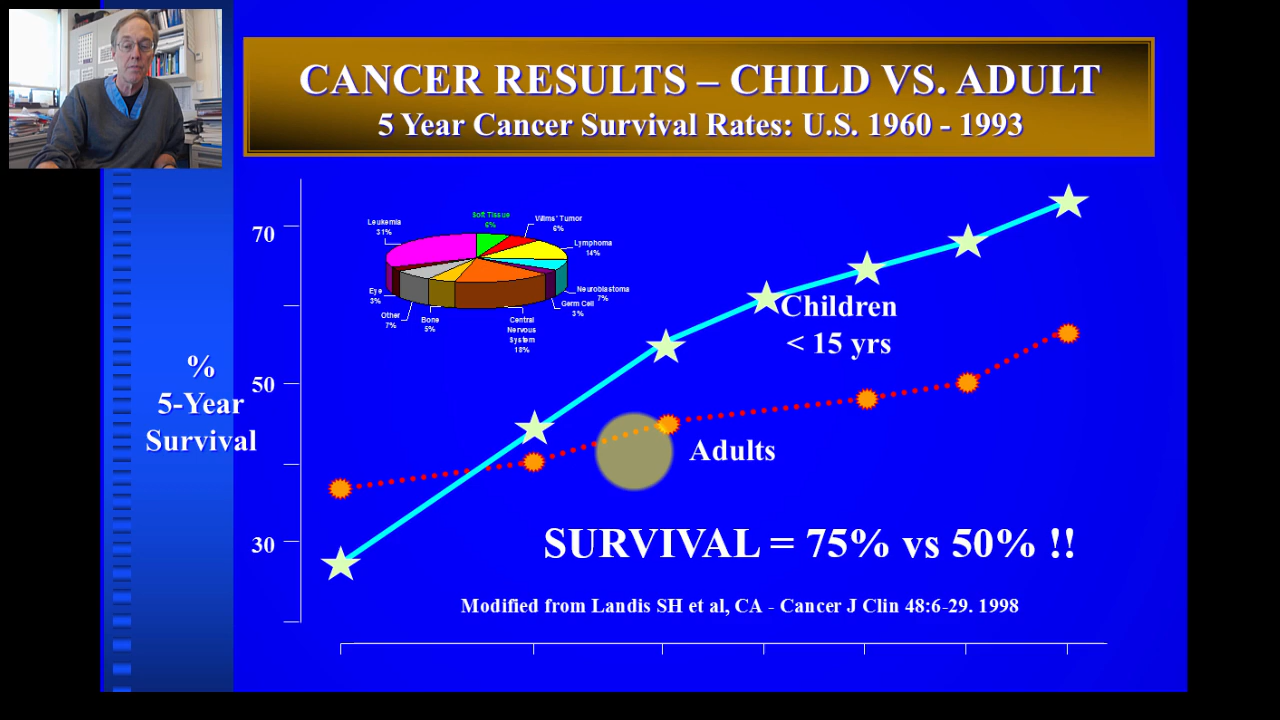 CANCER RESULTS – CHILD VS. ADULT
5 Year Cancer Survival Rates: U.S. 1960 - 1993
70
50
30
%
5-Year
Survival
Leukemia
31%
Soft Tissue
6%
Wilms' Tumor
6%
Lymphoma
14%
Neuroblastoma
7%
Germ Cell
3%
Central
Nervous
System
18%
Bone
5%
Other
7%
Eye
3%
Children
< 15 yrs
Adults
SURVIVAL = 75% vs 50% !!
Modified from Landis SH et al, CA - Cancer J Clin 48:6-29. 1998